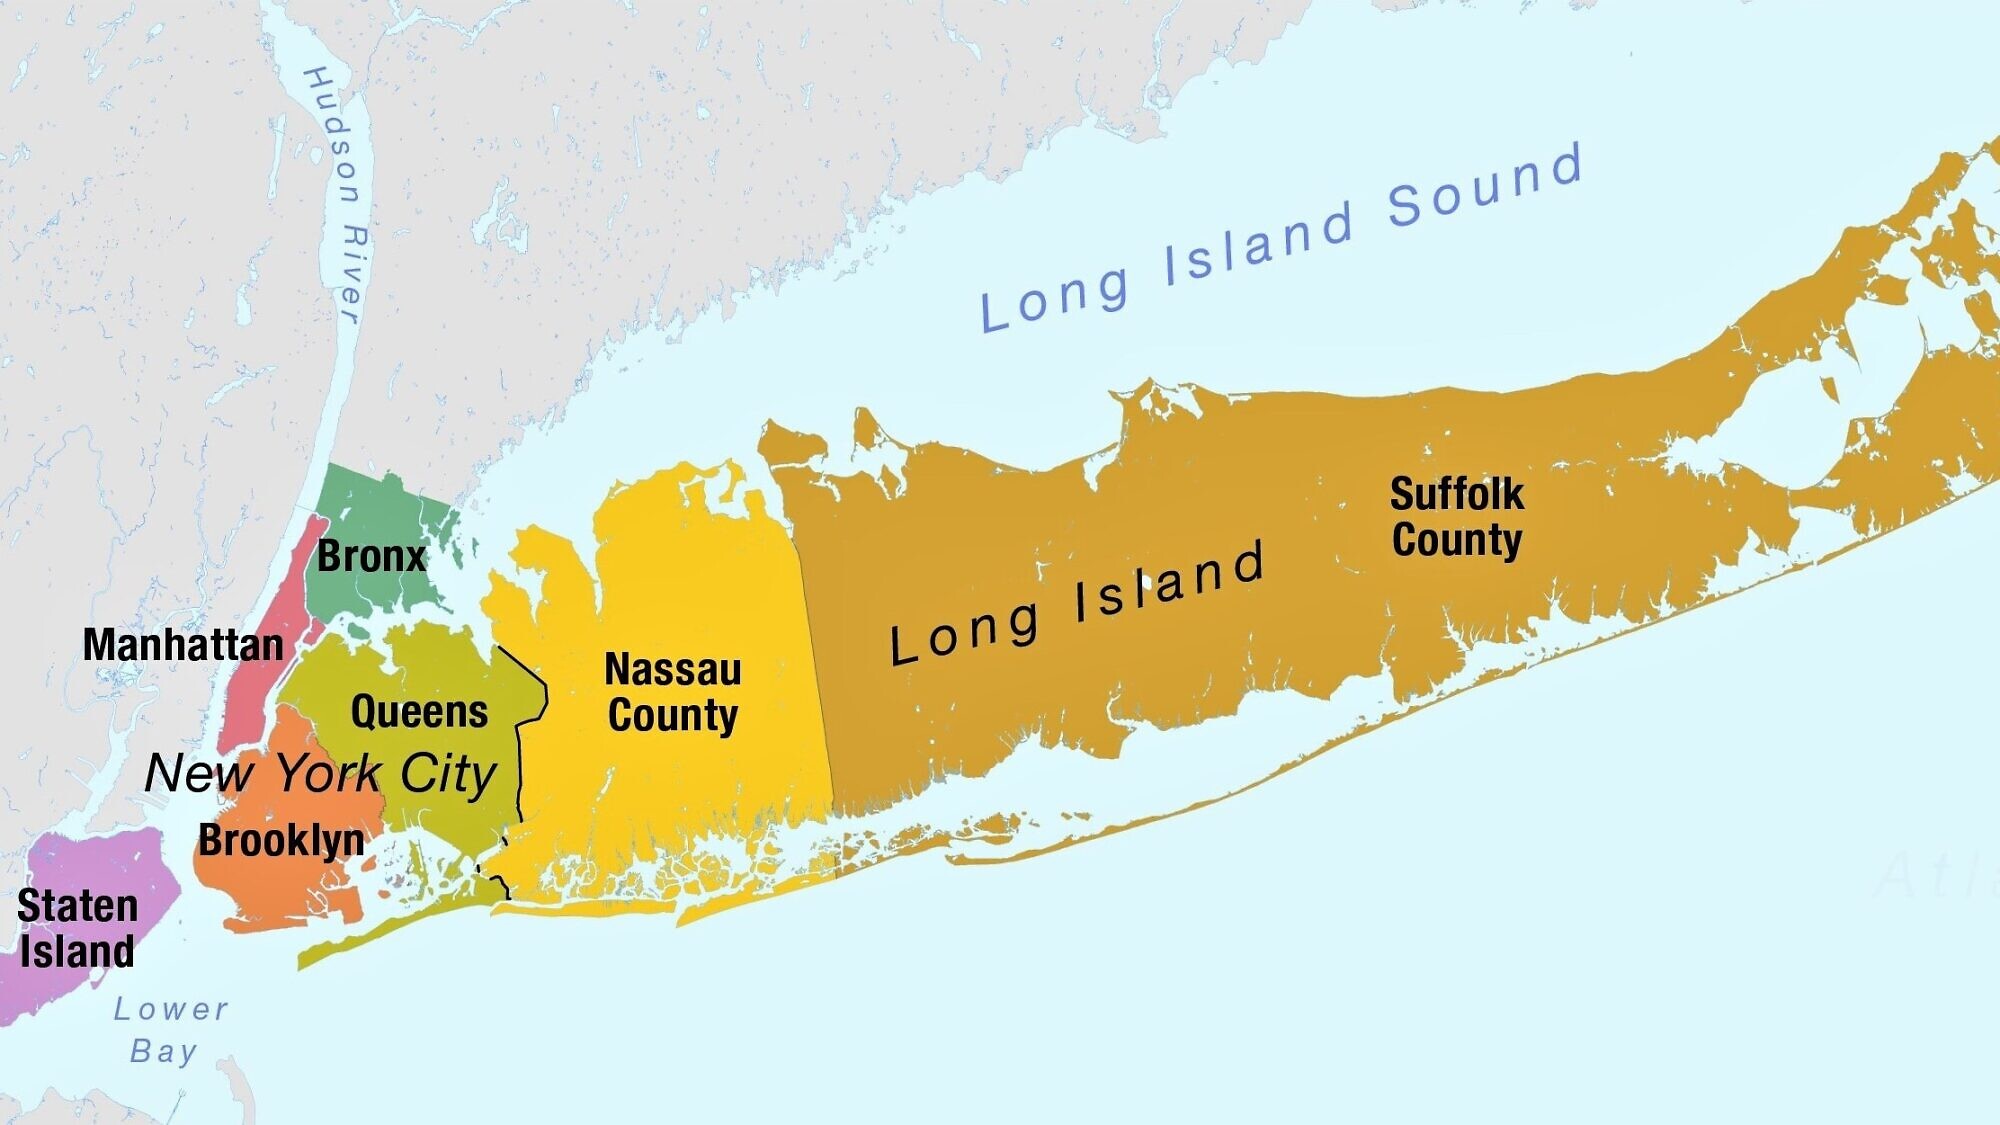 Hudson River
Long Island Sound
Suffolk
County
Bronx
Long Island
Manhattan
Nassau
County
Queens
New York City
Brooklyn
Staten
Island
Lower
Bay